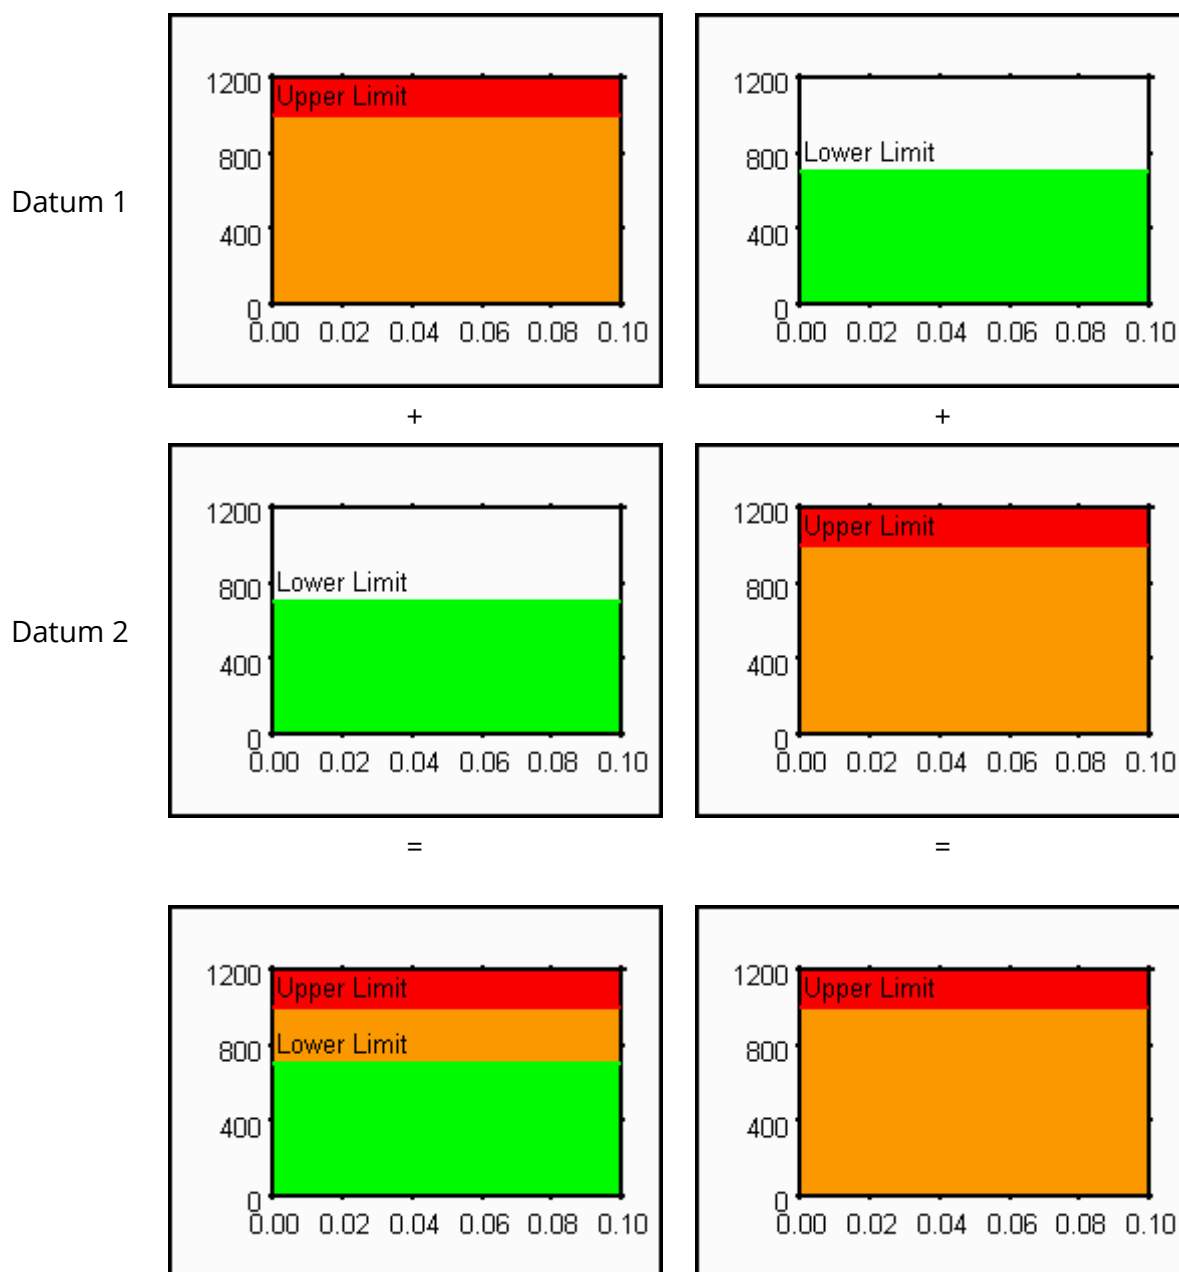 1200 Upper Limit 1200
800 800 Lower Limit
Datum 1
400 400
0 0
0.00 0.02 0.04 0.06 0.08 0.10 0.00 0.02 0.04 0.06 0.08 0.10
+ +
1200 1200 Upper Limit
800 Lower Limit 800
Datum 2
400 400
0 0
0.00 0.02 0.04 0.06 0.08 0.10 0.00 0.02 0.04 0.06 0.08 0.10
= =
1200 Upper Limit 1200 Upper Limit
800 Lower Limit 800
400 400
0 0
0.00 0.02 0.04 0.06 0.08 0.10 0.00 0.02 0.04 0.06 0.08 0.10